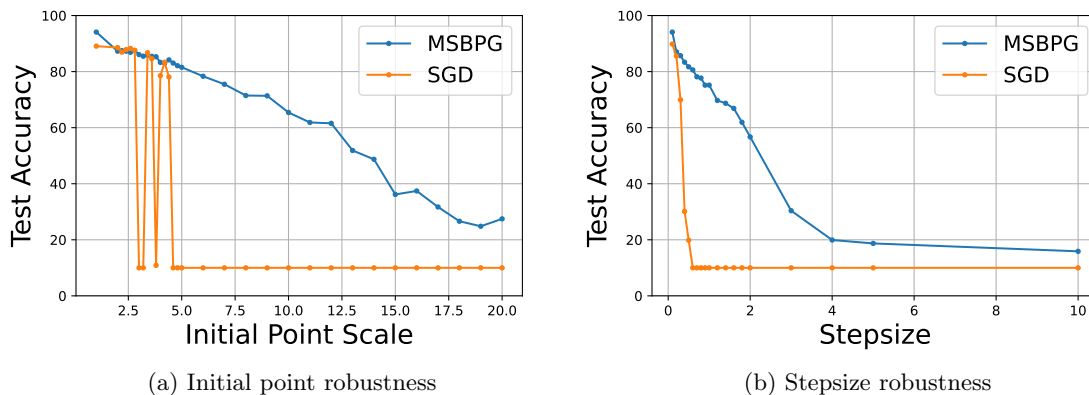 100
80
60
40
20
0
Test Accuracy
MSBPG
SGD
2.5 5.0 7.5 10.0 12.5 15.0 17.5 20.0
Initial Point Scale
(a) Initial point robustness
100
80
60
40
20
0
Test Accuracy
MSBPG
SGD
0 2 4 6 8 10
Stepsize
(b) Stepsize robustness